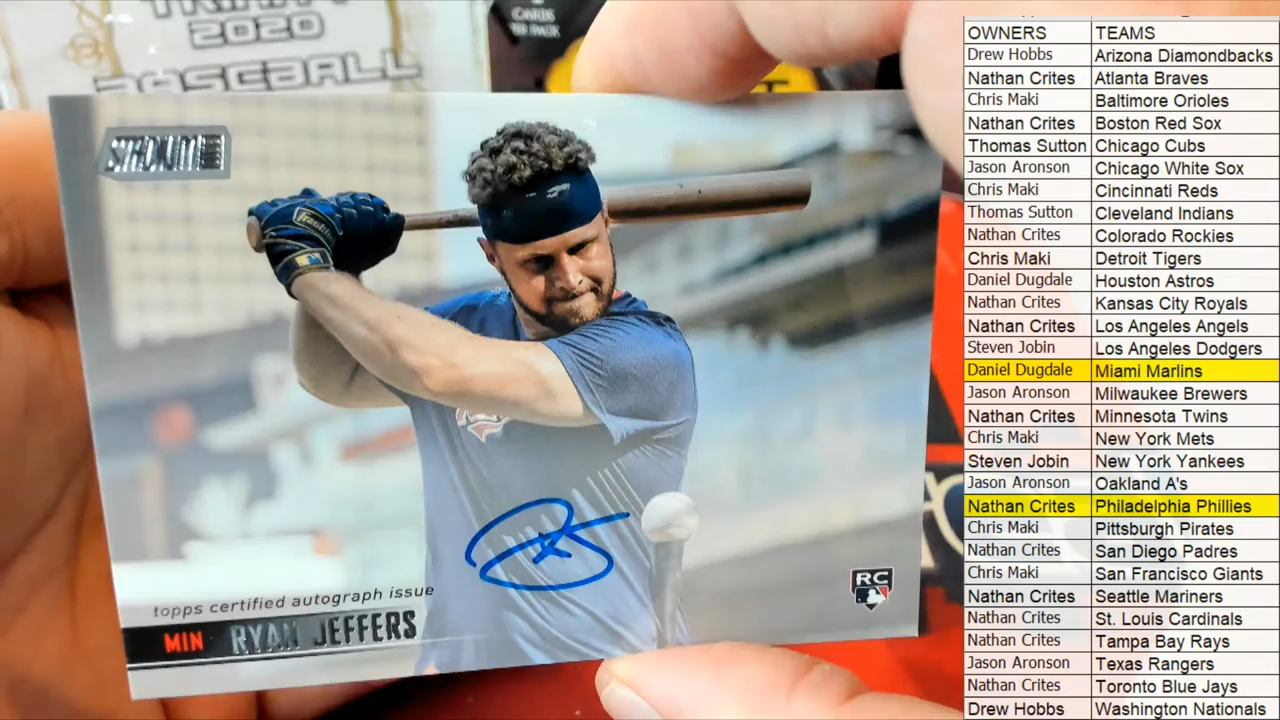 TRINITY
2020
BASEBALL
CARDS
PER PACK
STADIUM
topps certified autograph issue
MIN RYAN JEFFERS
RC
OWNERS TEAMS
Drew Hobbs Arizona Diamondbacks
Nathan Crites Atlanta Braves
Chris Maki Baltimore Orioles
Nathan Crites Boston Red Sox
Thomas Sutton Chicago Cubs
Jason Aronson Chicago White Sox
Chris Maki Cincinnati Reds
Thomas Sutton Cleveland Indians
Nathan Crites Colorado Rockies
Chris Maki Detroit Tigers
Daniel Dugdale Houston Astros
Nathan Crites Kansas City Royals
Nathan Crites Los Angeles Angels
Steven Jobin Los Angeles Dodgers
Daniel Dugdale Miami Marlins
Jason Aronson Milwaukee Brewers
Nathan Crites Minnesota Twins
Chris Maki New York Mets
Steven Jobin New York Yankees
Jason Aronson Oakland A's
Nathan Crites Philadelphia Phillies
Chris Maki Pittsburgh Pirates
Nathan Crites San Diego Padres
Chris Maki San Francisco Giants
Nathan Crites Seattle Mariners
Nathan Crites St. Louis Cardinals
Nathan Crites Tampa Bay Rays
Jason Aronson Texas Rangers
Nathan Crites Toronto Blue Jays
Drew Hobbs Washington Nationals